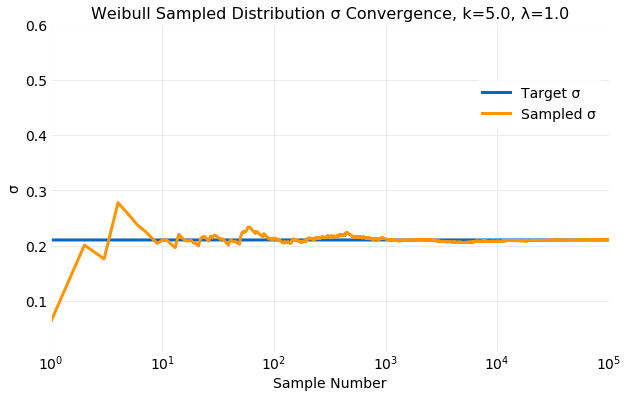 Weibull Sampled Distribution σ Convergence, k=5.0, λ=1.0
0.6
0.5
0.4
0.3
0.2
0.1
σ
Target σ
Sampled σ
10⁰
10¹
10²
10³
10⁴
10⁵
Sample Number